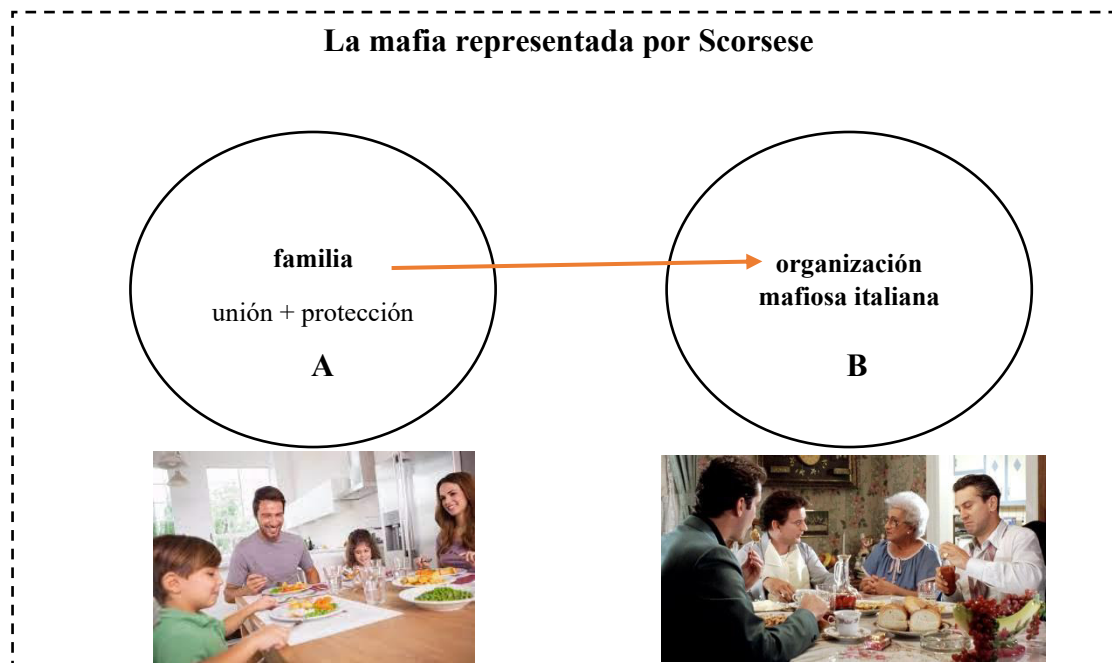 La mafia representada por Scorsese
familia
unión + protección
A
organización
mafiosa italiana
B